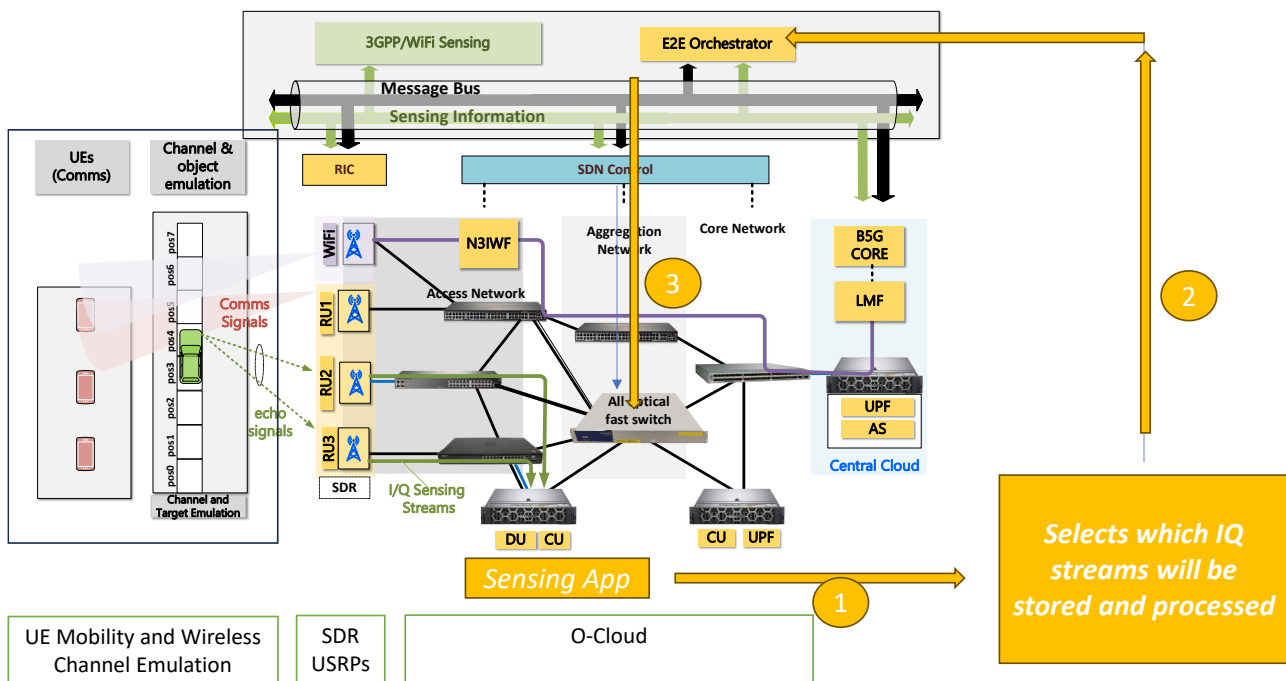 3GPP/WiFi Sensing
E2E Orchestrator
Message Bus
Sensing Information
UEs
(Comms)
Channel &
object
emulation
RIC
SDN Control
2
pos7
pos6
pos5
pos4
pos3
pos2
pos1
pos0
Channel and
Target Emulation
Comms
Signals
echo
signals
WiFi
RU1
RU2
RU3
SDR
N3IWF
Access Network
Aggregation
Network
Core Network
3
All optical
fast switch
I/Q Sensing
Streams
B5G
CORE
LMF
UPF
AS
Central Cloud
DU
CU
CU
UPF
Sensing App
1
Selects which IQ
streams will be
stored and processed
UE Mobility and Wireless
Channel Emulation
SDR
USRPs
O-Cloud